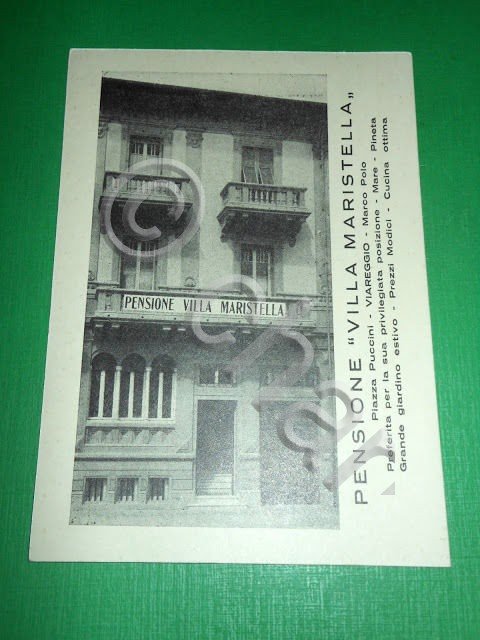 PENSIONE VILLA MARISTELLA
PENSIONE "VILLA MARISTELLA"
Piazza Puccini - VIAREGGIO - Marco Polo
Preferita per la sua privilegiata posizione - Mare - Pineta
Grande giardino estivo - Prezzi Modici - Cucina ottima